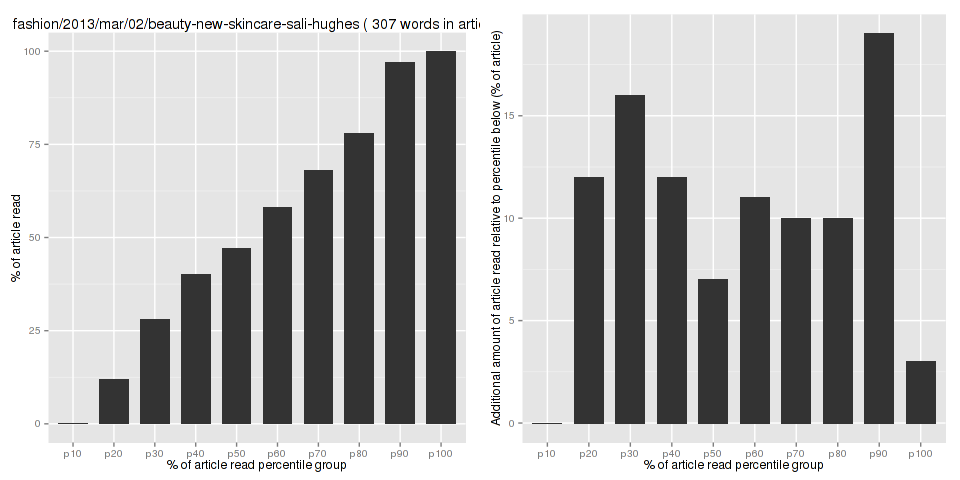 fashion/2013/mar/02/beauty-new-skincare-sali-hughes ( 307 words in arti
% of article read
100
75
50
25
0
p10 p20 p30 p40 p50 p60 p70 p80 p90 p100
% of article read percentile group
Additional amount of article read relative to percentile below (% of article)
15
10
5
0
p10 p20 p30 p40 p50 p60 p70 p80 p90 p100
% of article read percentile group